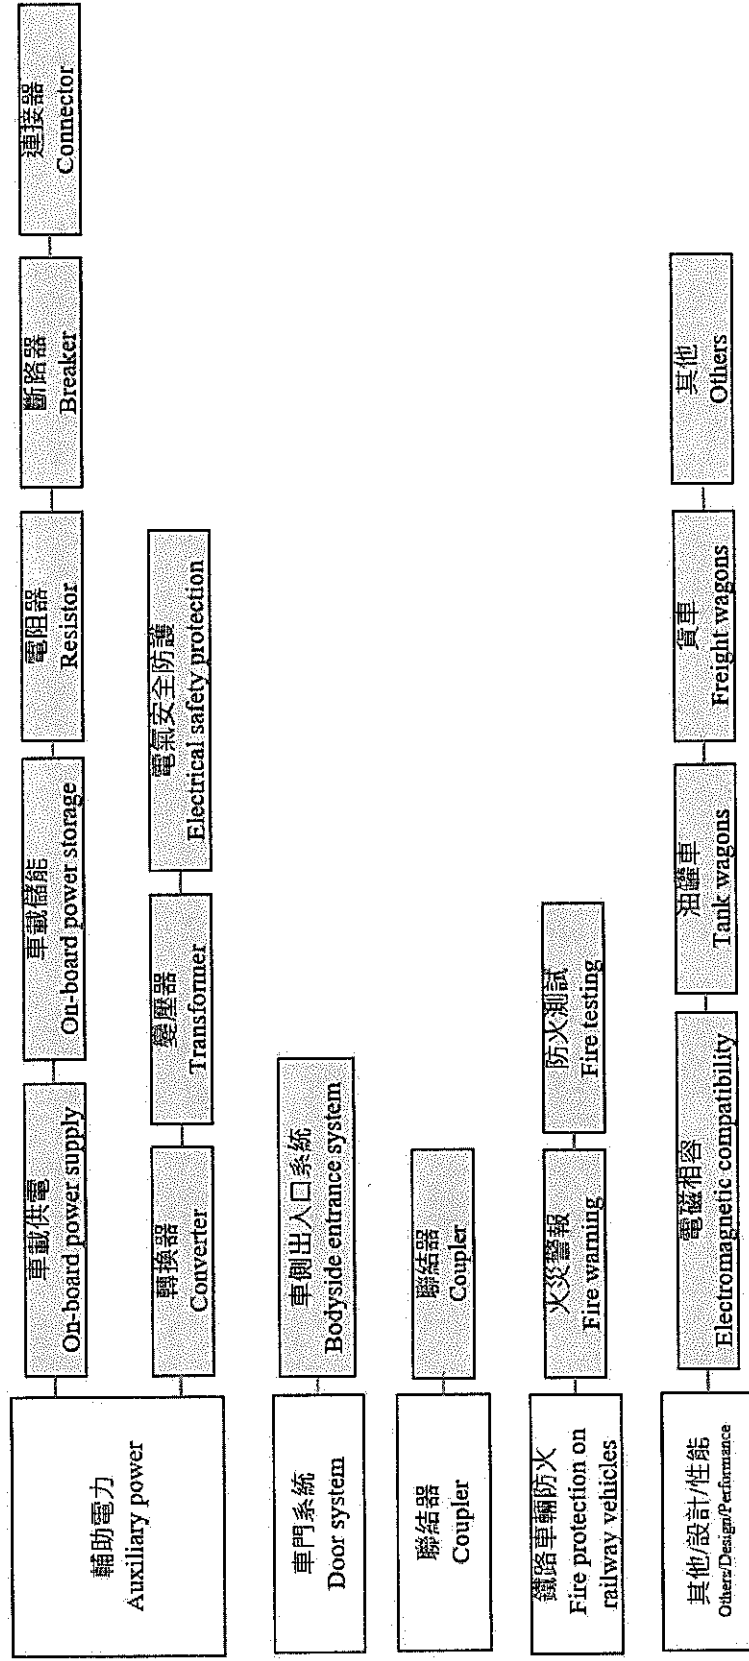 輔助電力
Auxiliary power
車載供電
On-board power supply
車載儲能
On-board power storage
電阻器
Resistor
斷路器
Breaker
連接器
Connector
轉換器
Converter
變壓器
Transformer
電氣安全防護
Electrical safety protection
車門系統
Door system
車側出入口系統
Bodyside entrance system
聯結器
Coupler
聯結器
Coupler
鐵路車輛防火
Fire protection on
railway vehicles
火災警報
Fire warning
防火測試
Fire testing
其他/設計/性能
Others/Design/Performance
電磁相容
Electromagnetic compatibility
油罐車
Tank wagons
貨車
Freight wagons
其他
Others